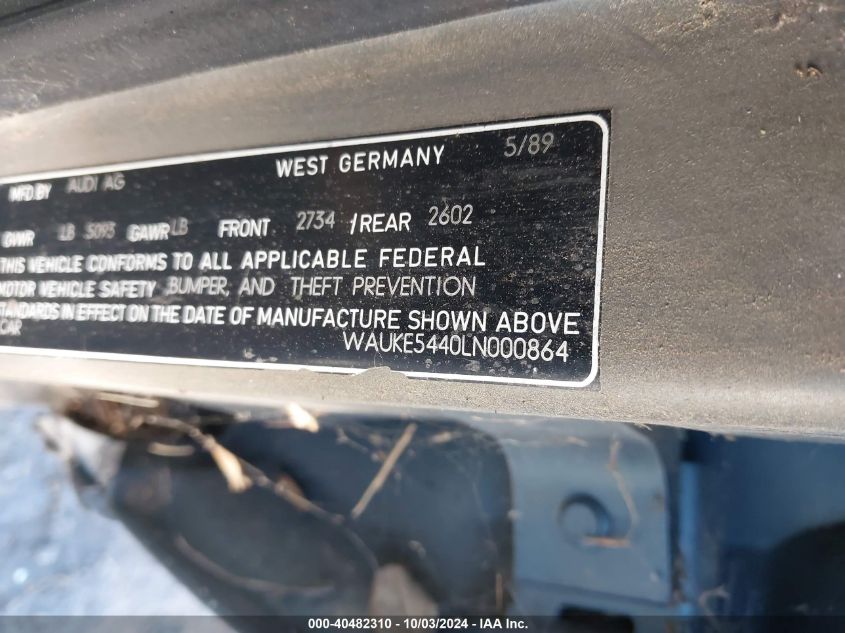 WEST GERMANY 5/89
MFD.BY AUDI AG
GVWR LB 5093 GAWR LB FRONT 2734 /REAR 2602
THIS VEHICLE CONFORMS TO ALL APPLICABLE FEDERAL
MOTOR VEHICLE SAFETY BUMPER, AND THEFT PREVENTION
STANDARDS IN EFFECT ON THE DATE OF MANUFACTURE SHOWN ABOVE
CAR WAUKE5440LN000864
000-40482310 - 10/03/2024 - IAA Inc.